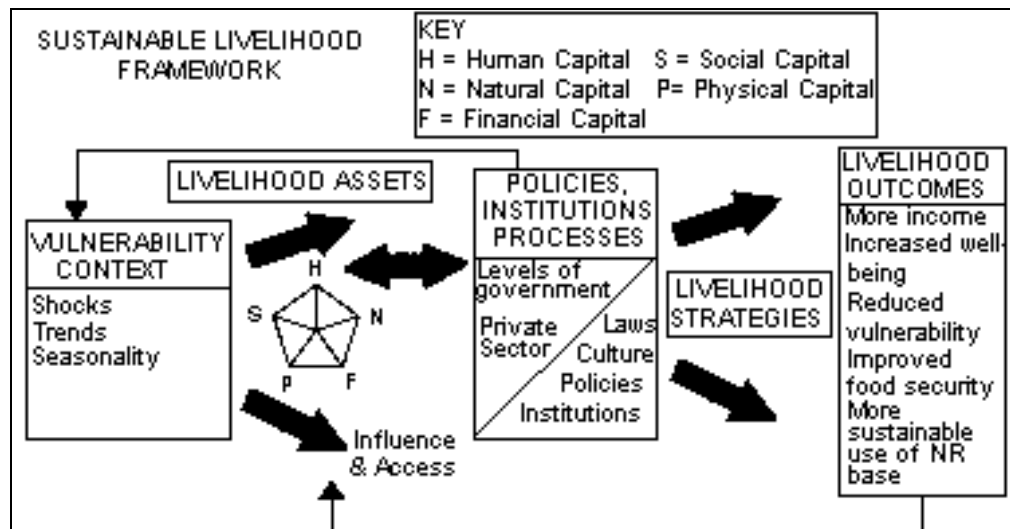 SUSTAINABLE LIVELIHOOD
FRAMEWORK
KEY
H = Human Capital S = Social Capital
N = Natural Capital P= Physical Capital
F = Financial Capital
LIVELIHOOD ASSETS
VULNERABILITY
CONTEXT
Shocks
Trends
Seasonality
H
S
N
P
F
Influence
& Access
POLICIES,
INSTITUTIONS
PROCESSES
Levels of
government
Private
Sector
Laws
Culture
Policies
Institutions
LIVELIHOOD
STRATEGIES
LIVELIHOOD
OUTCOMES
More income
Increased well-
being
Reduced
vulnerability
Improved
food security
More
sustainable
use of NR
base